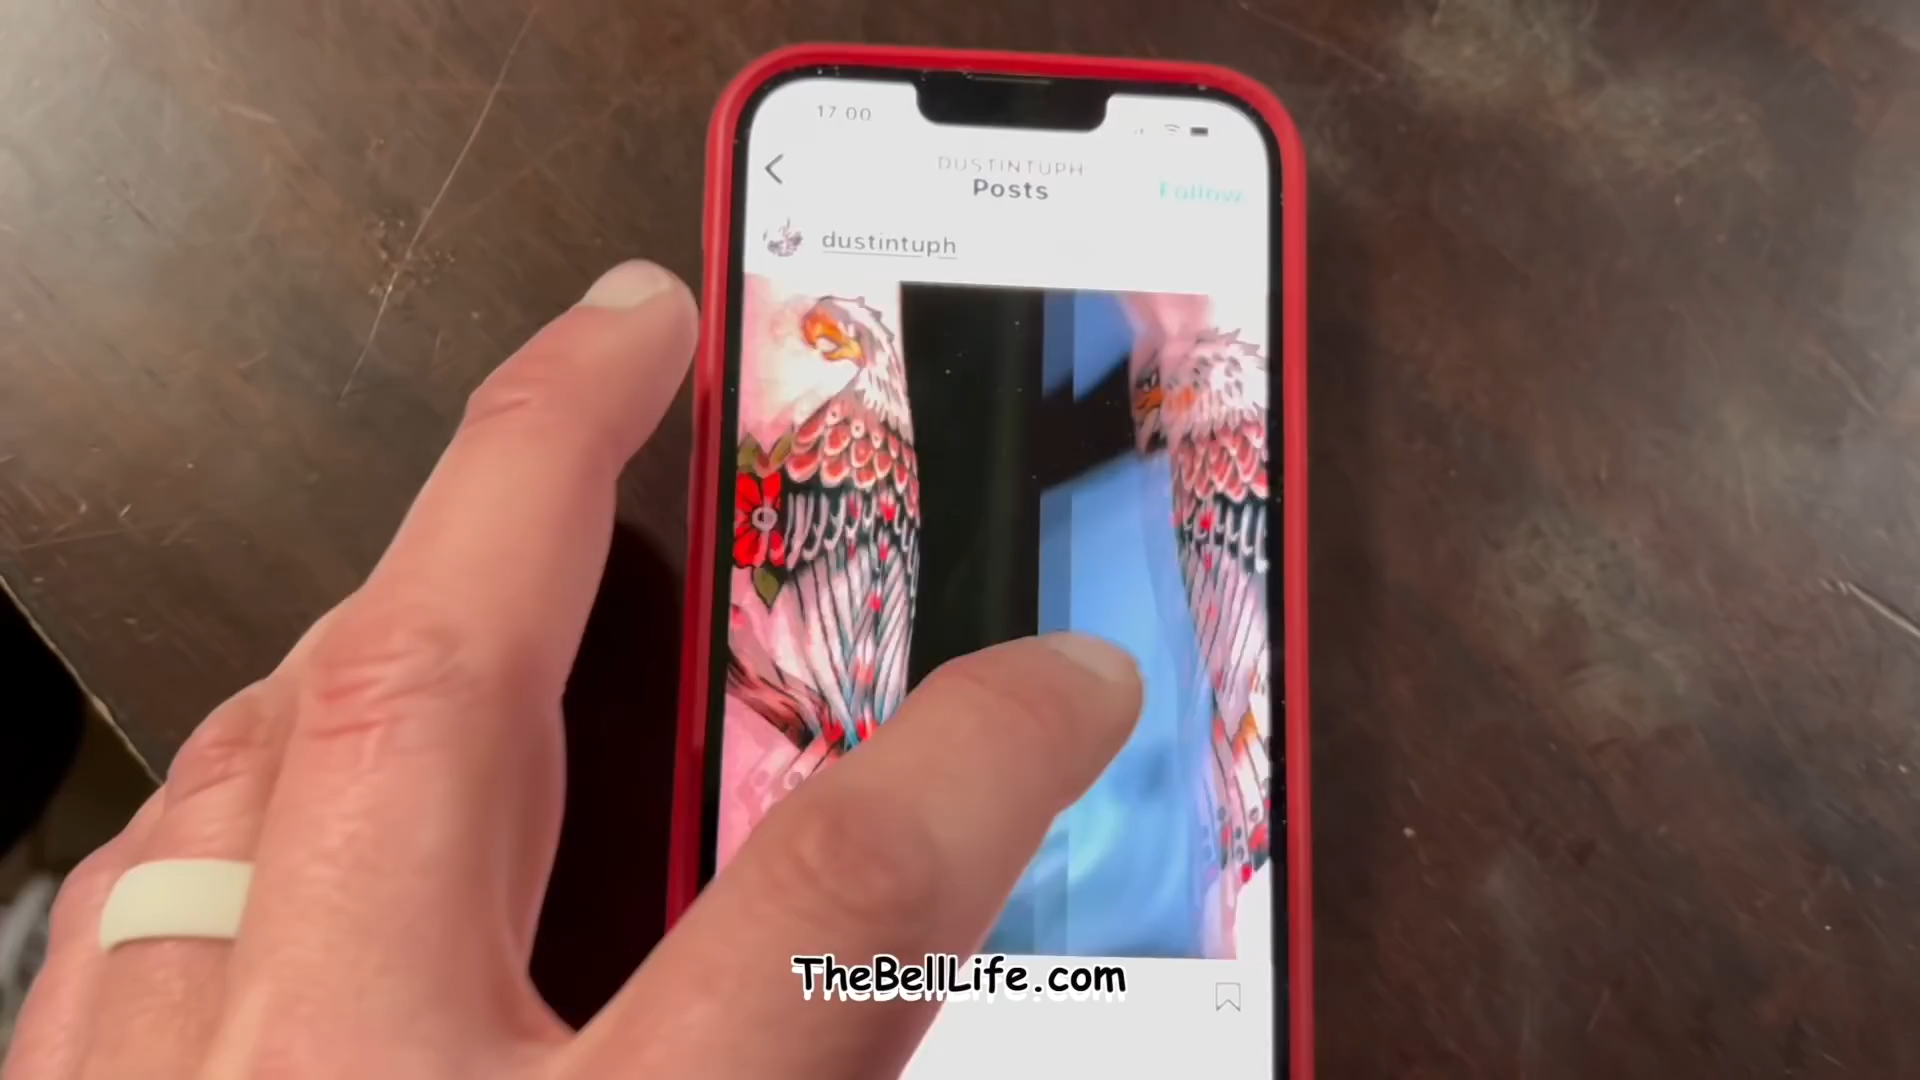 17 00
DUSTINTUPH
Posts
Follow
dustintuph
TheBellLife.com